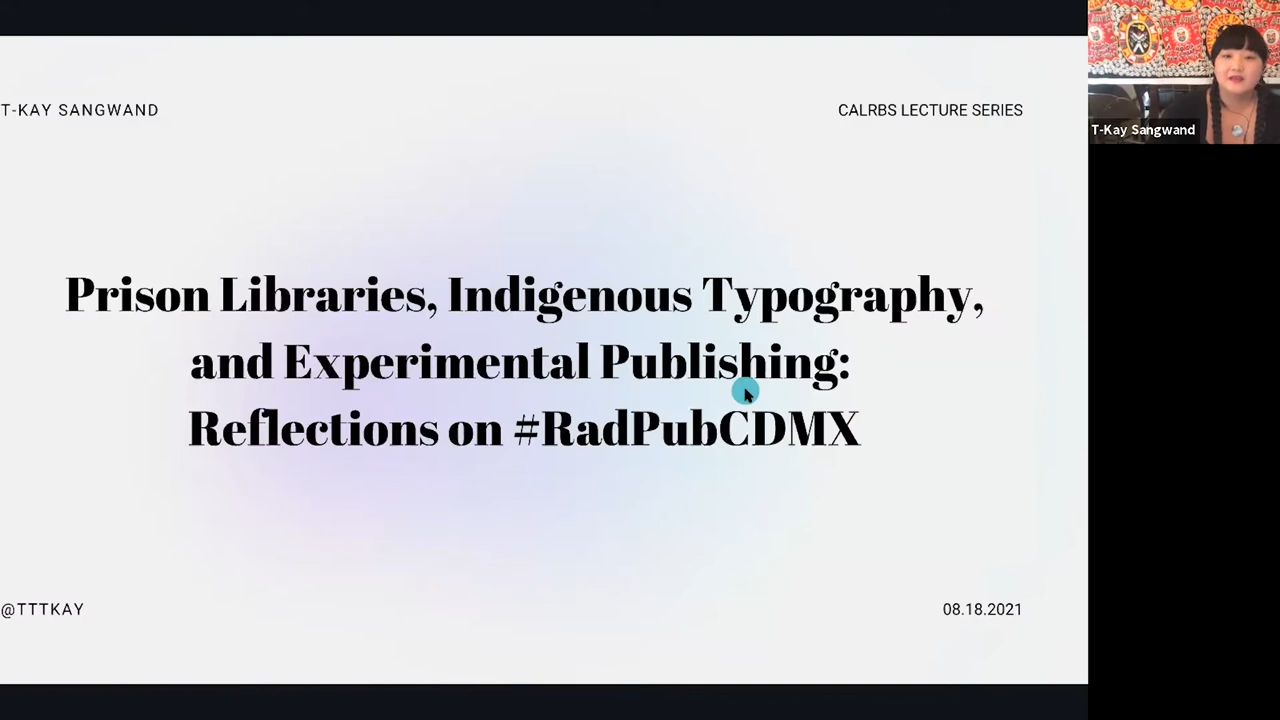 T-KAY SANGWAND
CALRBS LECTURE SERIES
T-Kay Sangwand
Prison Libraries, Indigenous Typography,
and Experimental Publishing:
Reflections on #RadPubCDMX
@TTTKAY
08.18.2021